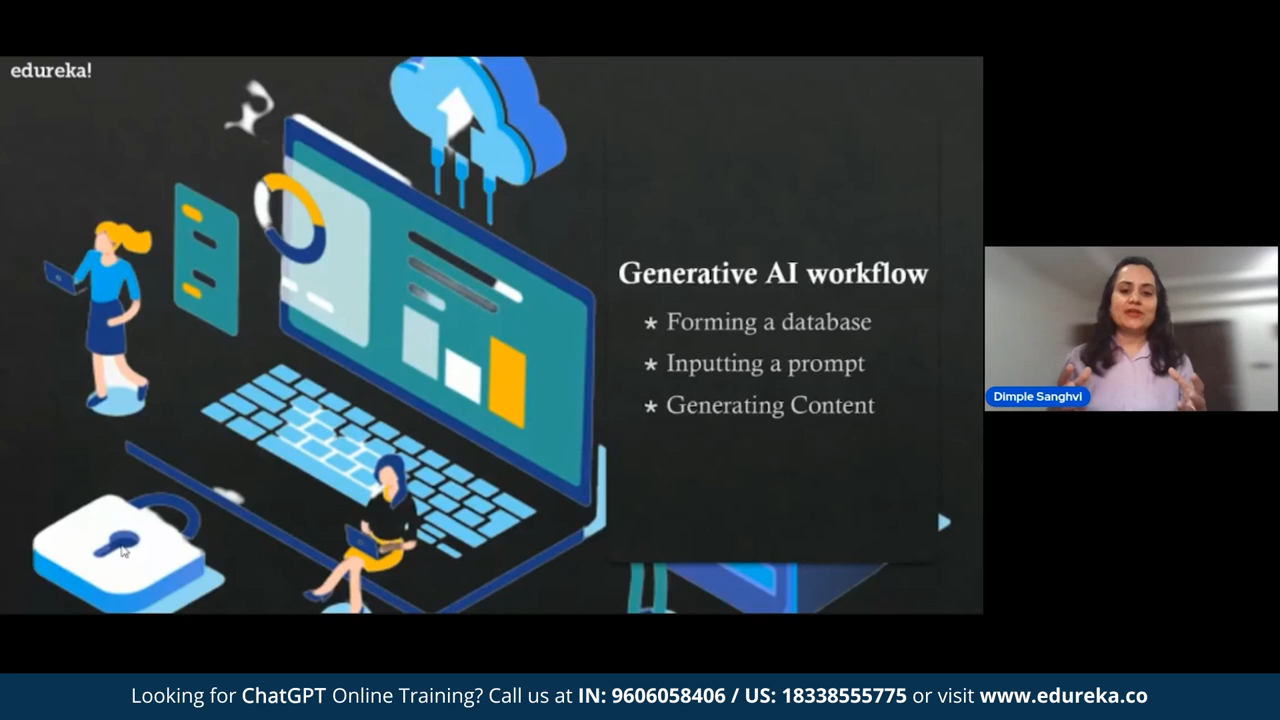 edureka!
Generative AI workflow
* Forming a database
* Inputting a prompt
* Generating Content
Dimple Sanghvi
Looking for ChatGPT Online Training? Call us at IN: 9606058406 / US: 18338555775 or visit www.edureka.co